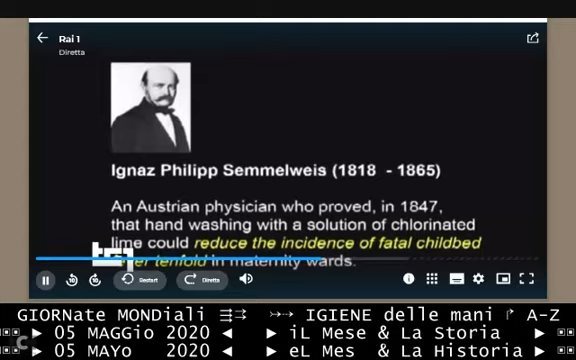 Rai 1
Diretta
Ignaz Philipp Semmelweis (1818 - 1865)
An Austrian physician who proved, in 1847,
that hand washing with a solution of chlorinated
lime could reduce the incidence of fatal childbed
tenfold in maternity wards.
10 10 Restart Diretta
GIORNate MONDiali ⇶ ⤐ IGIENE delle mani ↱ A-Z
▶ 05 MAGGio 2020 ◀ ▶ iL Mese & La Storia ▶
▶ 05 MAYo 2020 ◀ ▶ eL Mes & La Historia ▶